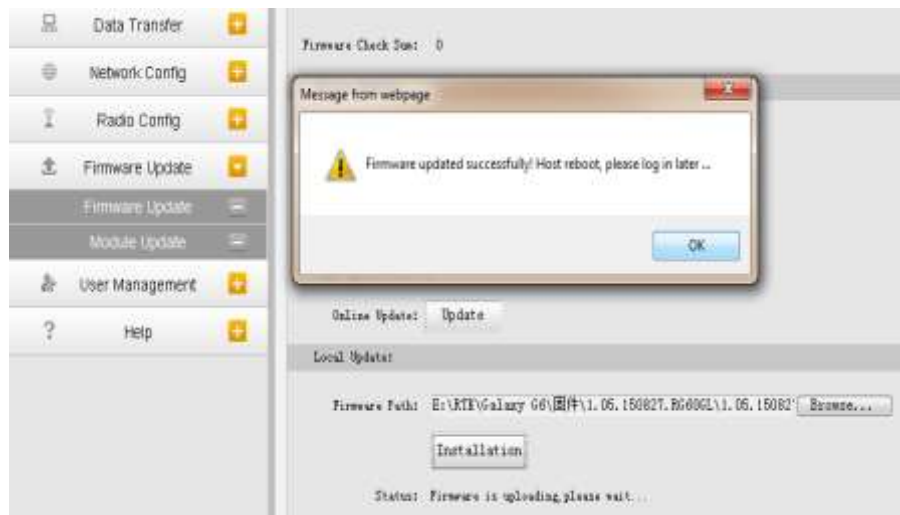 Data Transfer
Network Config
Radio Config
Firmware Update
Firmware Update
Module Update
User Management
? Help
Firmware Check Sum: 0
Message from webpage
Firmware updated successfully! Host reboot, please log in later ...
OK
OnLine Update: Update
Local Update:
Firmware Path: E:\RTK\Galaxy G6\固件\1.05.150827.RG60GL\1.05.15082 Browse...
Installation
Status: Firmware is uploading,please wait...